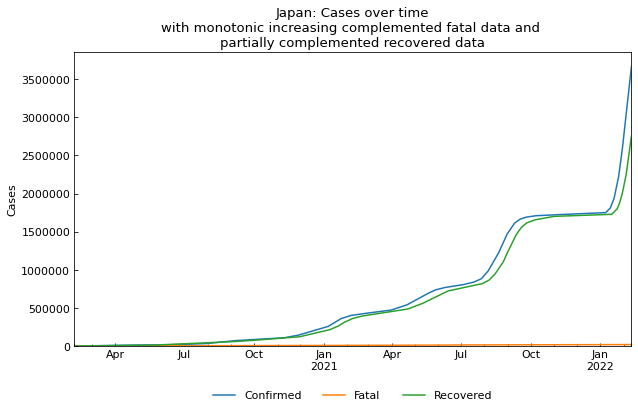 Japan: Cases over time
with monotonic increasing complemented fatal data and
partially complemented recovered data
Cases
3500000
3000000
2500000
2000000
1500000
1000000
500000
0
Apr Jul Oct Jan Apr Jul Oct Jan
2021 2022
Confirmed Fatal Recovered